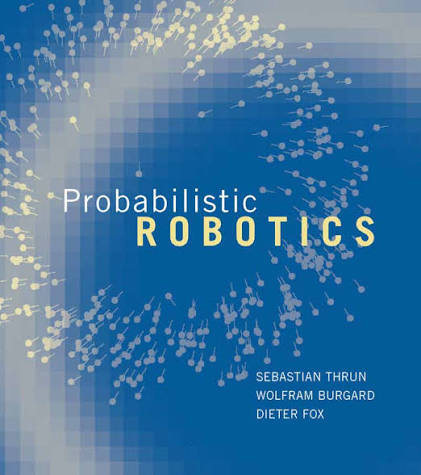 Probabilistic
ROBOTICS
SEBASTIAN THRUN
WOLFRAM BURGARD
DIETER FOX